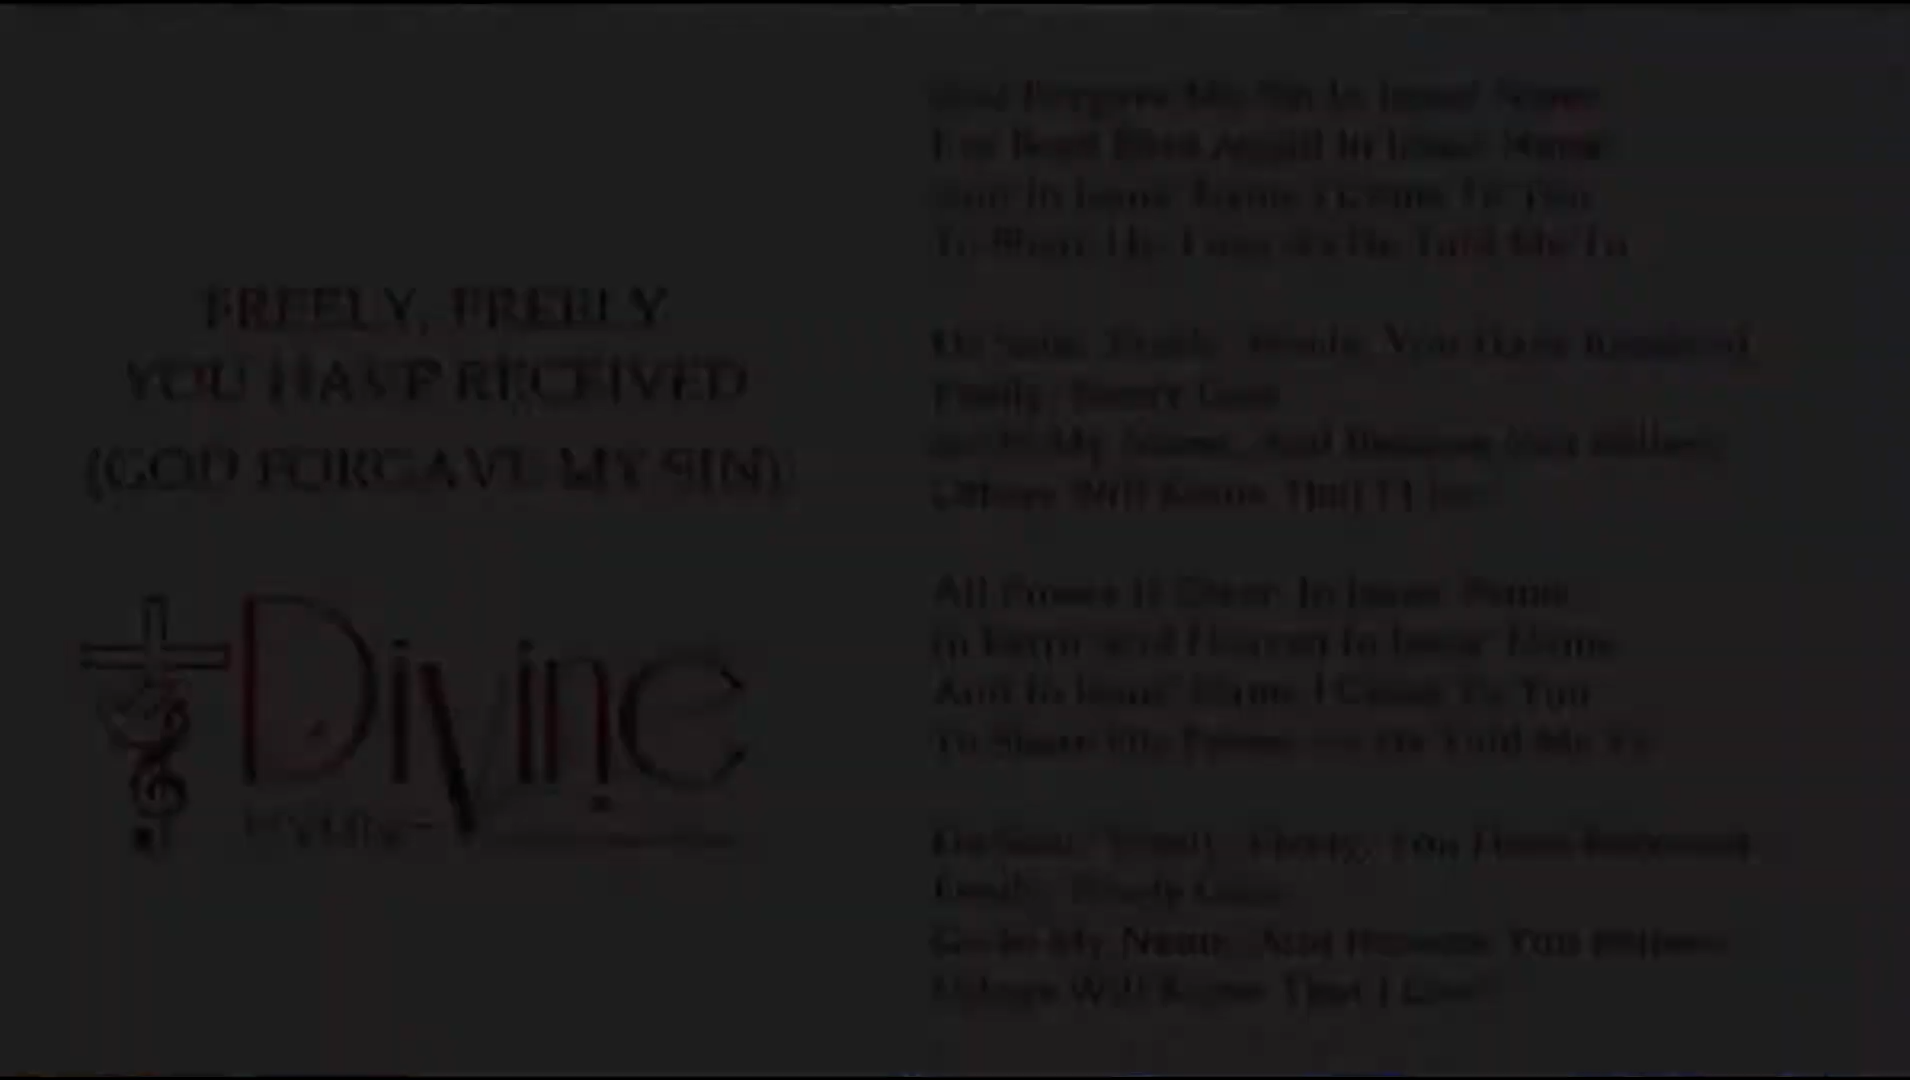 FREELY, FREELY
YOU HAVE RECEIVED
(GOD FORGAVE MY SIN)
Divine
HYMNS
God Forgave My Sin In Jesus' Name
I've Been Born Again In Jesus' Name
And In Jesus' Name I Come To You
To Share His Love As He Told Me To
He Said, 'Freely, Freely, You Have Received
Freely, Freely Give
Go In My Name, And Because You Believe
Others Will Know That I Live'
All Power Is Given In Jesus' Name
In Earth And Heaven In Jesus' Name
And In Jesus' Name I Come To You
To Share His Power As He Told Me To
He Said, 'Freely, Freely, You Have Received
Freely, Freely Give
Go In My Name, And Because You Believe
Others Will Know That I Live'